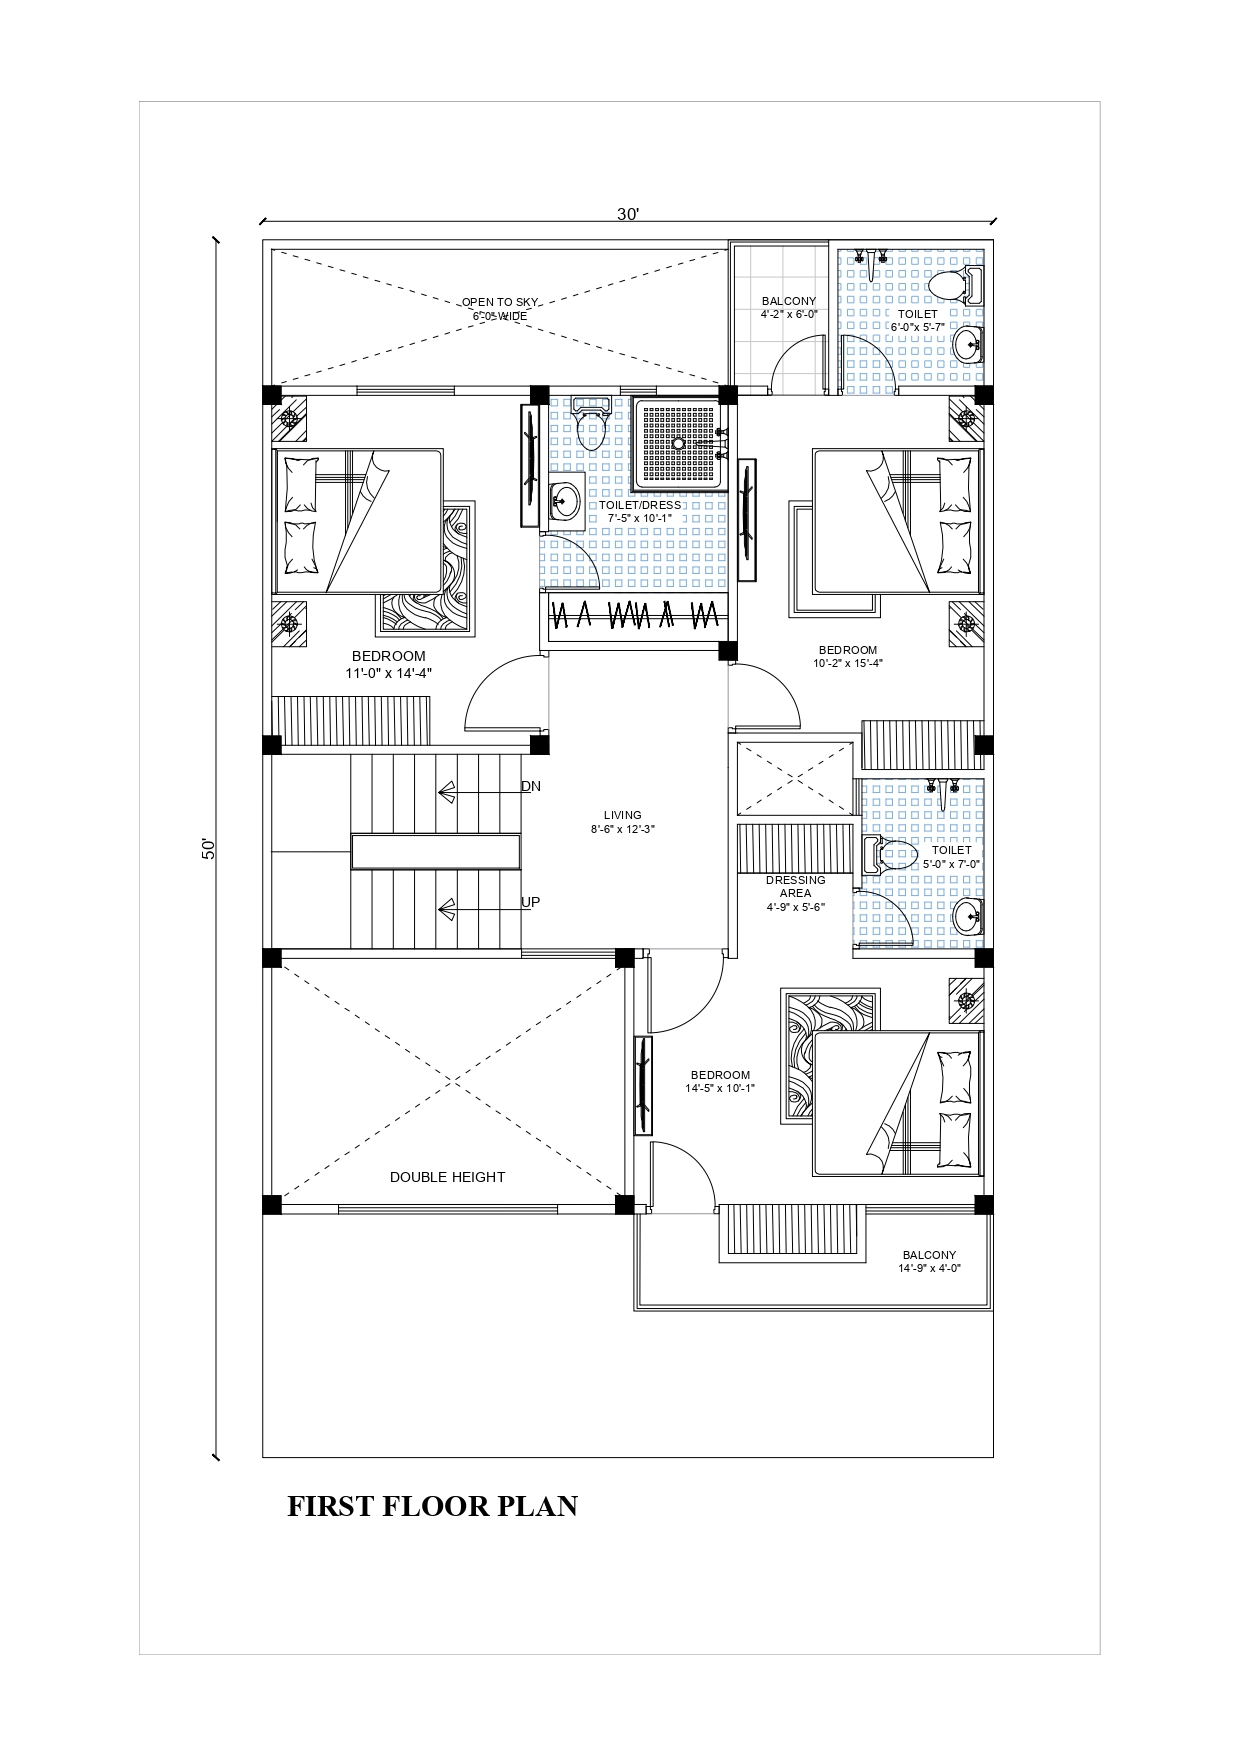 30'
OPEN TO SKY
6'-0" WIDE
BALCONY
4'-2" x 6'-0"
TOILET
6'-0"x 5'-7"
TOILET/DRESS
7'-5" x 10'-1"
BEDROOM
11'-0" x 14'-4"
BEDROOM
10'-2" x 15'-4"
DN
LIVING
8'-6" x 12'-3"
50'
TOILET
5'-0" x 7'-0"
DRESSING
AREA
4'-9" x 5'-6"
UP
BEDROOM
14'-5" x 10'-1"
DOUBLE HEIGHT
BALCONY
14'-9" x 4'-0"
FIRST FLOOR PLAN